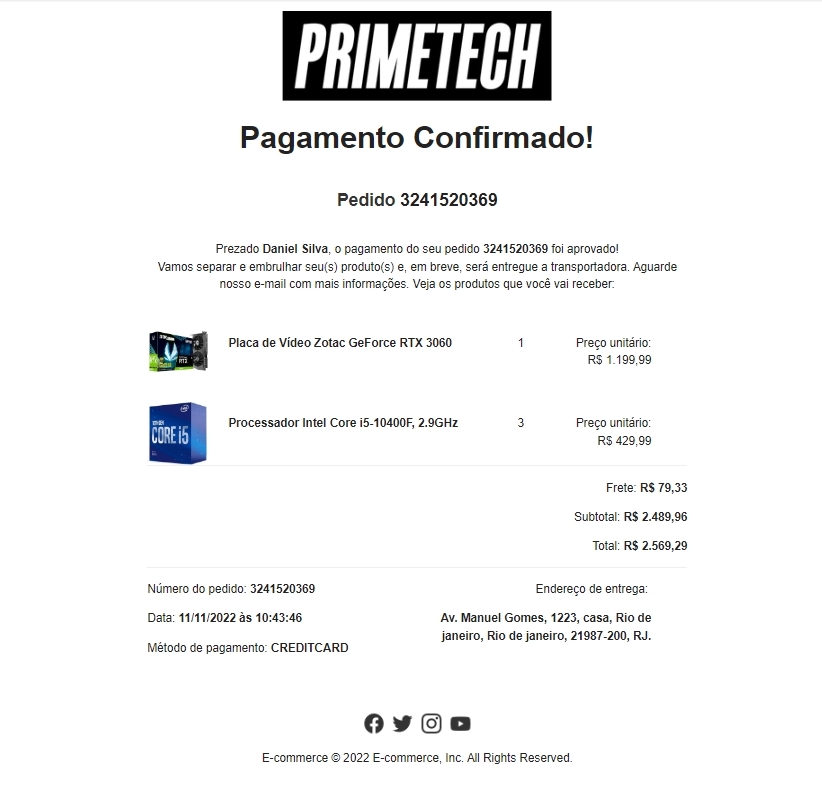 PRIMETECH
Pagamento Confirmado!
Pedido 3241520369
Prezado Daniel Silva, o pagamento do seu pedido 3241520369 foi aprovado!
Vamos separar e embrulhar seu(s) produto(s) e, em breve, será entregue a transportadora. Aguarde
nosso e-mail com mais informações. Veja os produtos que você vai receber:
Placa de Vídeo Zotac GeForce RTX 3060 1 Preço unitário:
R$ 1.199,99
Processador Intel Core i5-10400F, 2.9GHz 3 Preço unitário:
R$ 429,99
CORE i5
Frete: R$ 79,33
Subtotal: R$ 2.489,96
Total: R$ 2.569,29
Número do pedido: 3241520369
Data: 11/11/2022 às 10:43:46
Método de pagamento: CREDITCARD
Endereço de entrega:
Av. Manuel Gomes, 1223, casa, Rio de
janeiro, Rio de janeiro, 21987-200, RJ.
E-commerce © 2022 E-commerce, Inc. All Rights Reserved.